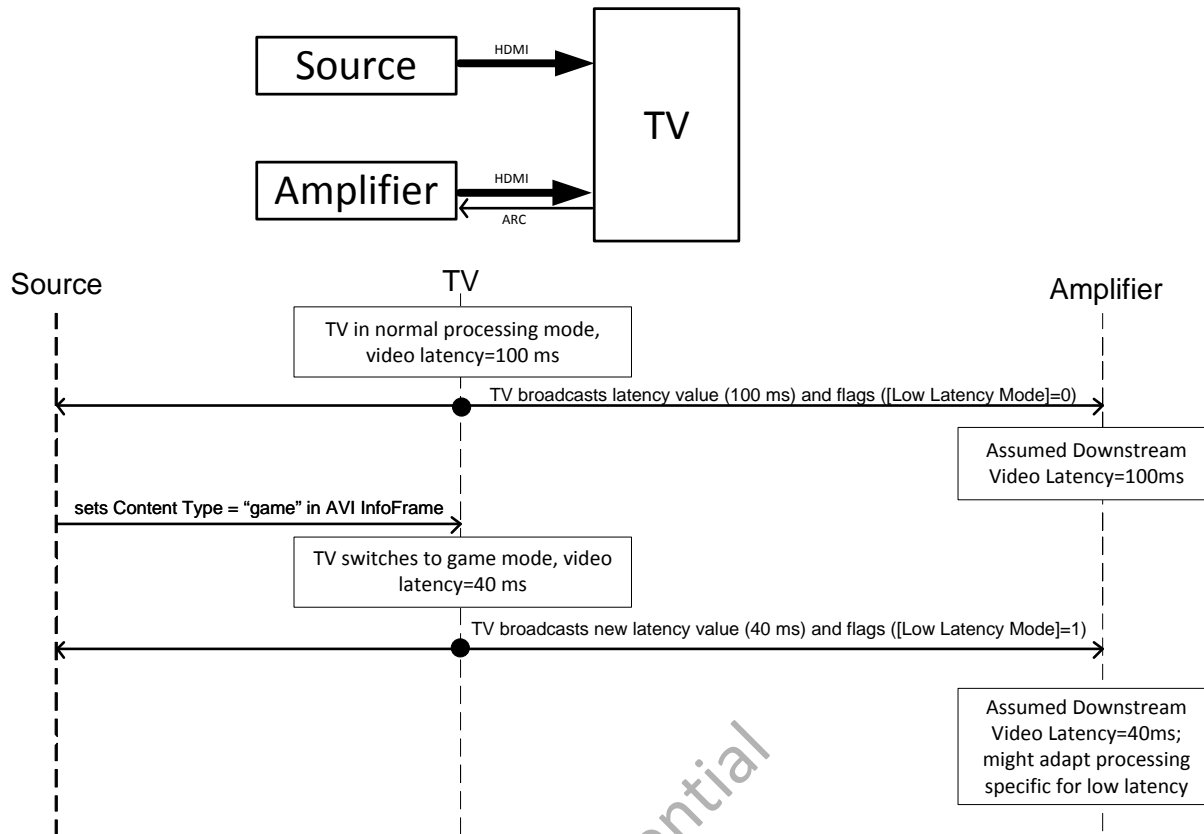 Source
HDMI
TV
Amplifier
HDMI
ARC
Source
TV
Amplifier
TV in normal processing mode,
video latency=100 ms
TV broadcasts latency value (100 ms) and flags ([Low Latency Mode]=0)
Assumed Downstream
Video Latency=100ms
sets Content Type = “game” in AVI InfoFrame
TV switches to game mode, video
latency=40 ms
TV broadcasts new latency value (40 ms) and flags ([Low Latency Mode]=1)
Assumed Downstream
Video Latency=40ms;
might adapt processing
specific for low latency
ential